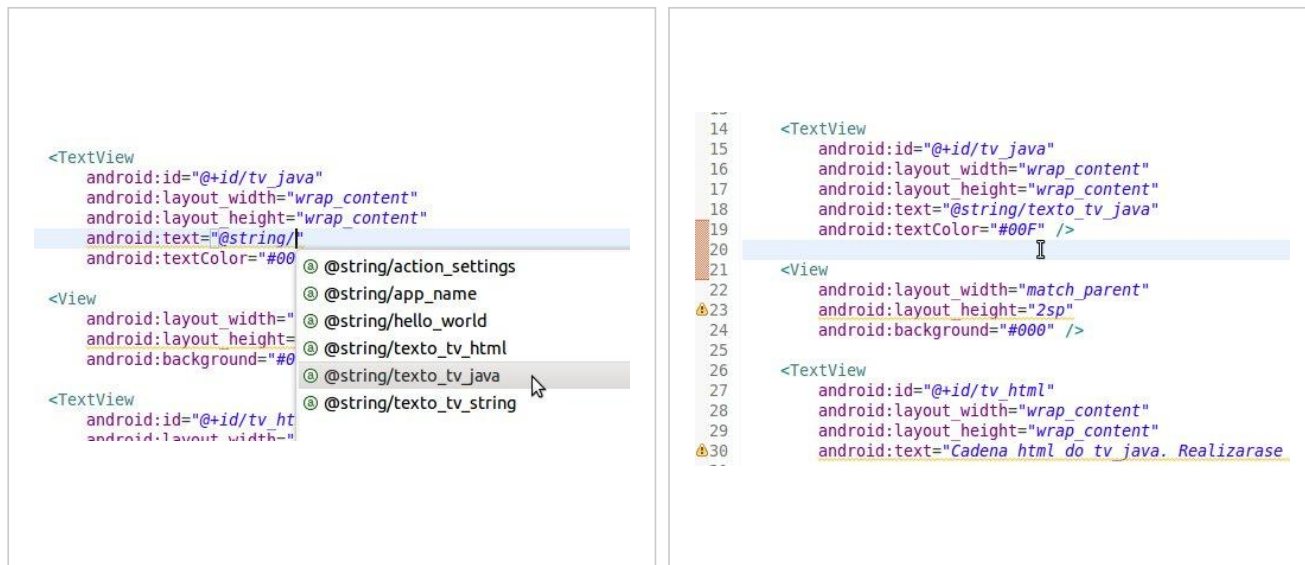 <TextView
android:id="@+id/tv_java"
android:layout_width="wrap_content"
android:layout_height="wrap_content"
android:text="@string/"
android:textColor="#00
<View
android:layout_width="
android:layout_height=
android:background="#0
<TextView
android:id="@+id/tv_ht
android:layout_width="
@string/action_settings
@string/app_name
@string/hello_world
@string/texto_tv_html
@string/texto_tv_java
@string/texto_tv_string
14 <TextView
15 android:id="@+id/tv_java"
16 android:layout_width="wrap_content"
17 android:layout_height="wrap_content"
18 android:text="@string/texto_tv_java"
19 android:textColor="#00F" />
20
21 <View
22 android:layout_width="match_parent"
23 android:layout_height="2sp"
24 android:background="#000" />
25
26 <TextView
27 android:id="@+id/tv_html"
28 android:layout_width="wrap_content"
29 android:layout_height="wrap_content"
30 android:text="Cadena html do tv_java. Realizarase